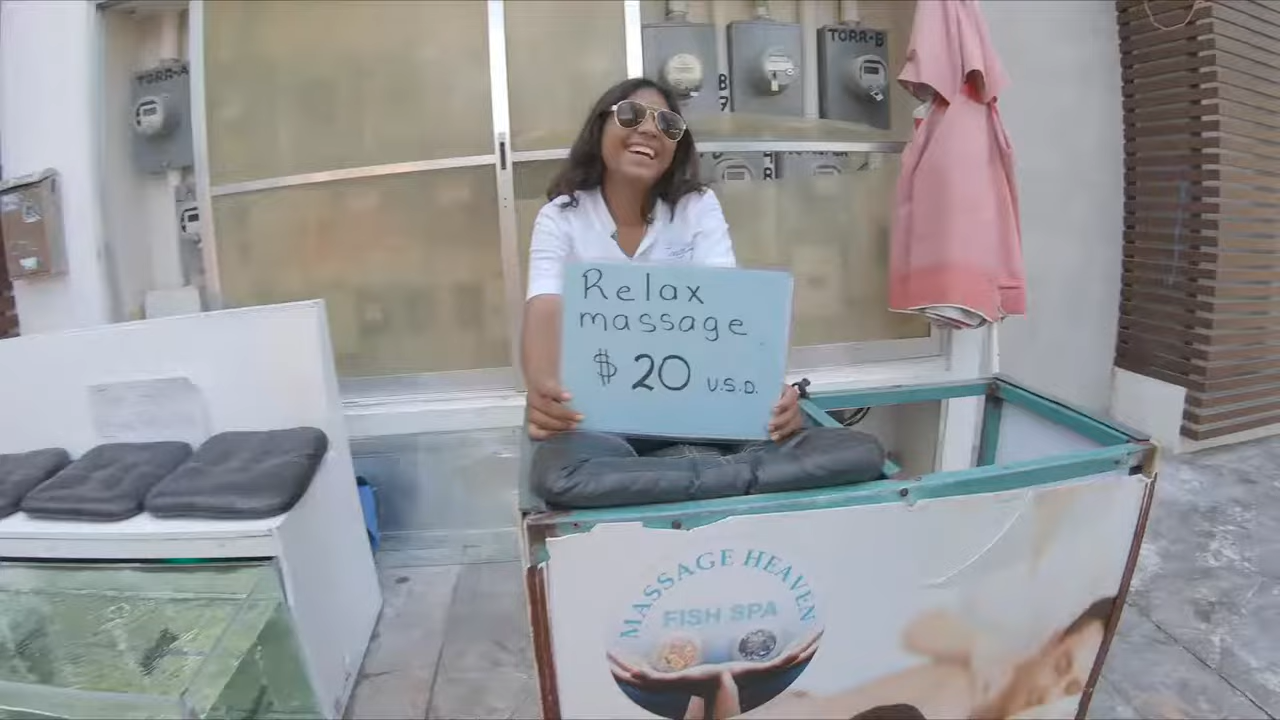 TORR-A
TORR-B
Relax
massage
$ 20 U.S.D.
MASSAGE HEAVEN
FISH SPA